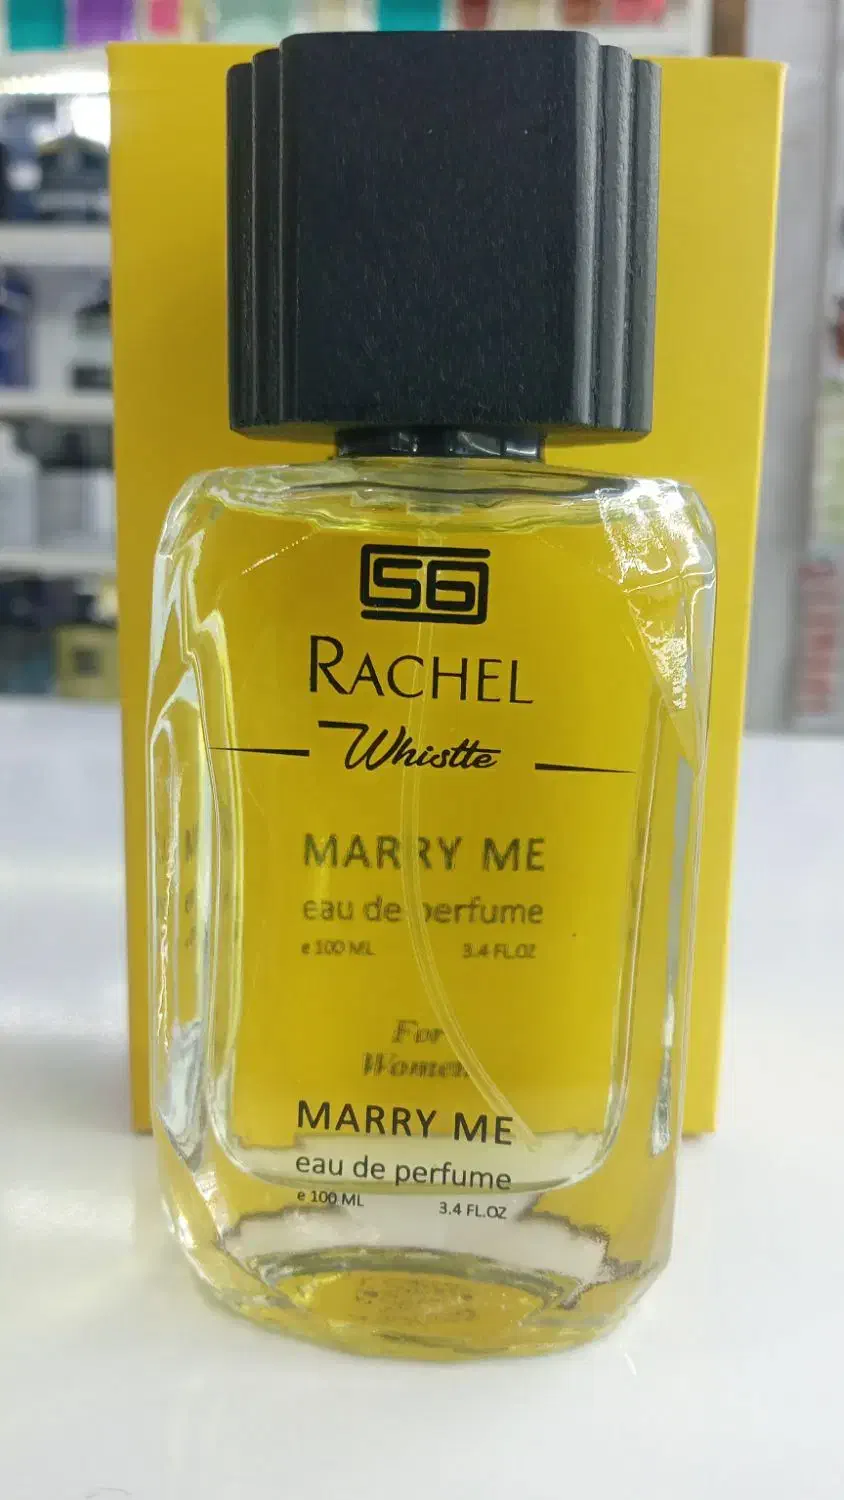 SG
RACHEL
Whistte
MARRY ME
eau de perfume
e 100 ML 3.4 FL.OZ
For
Women
MARRY ME
eau de perfume
e 100 ML 3.4 FL.OZ